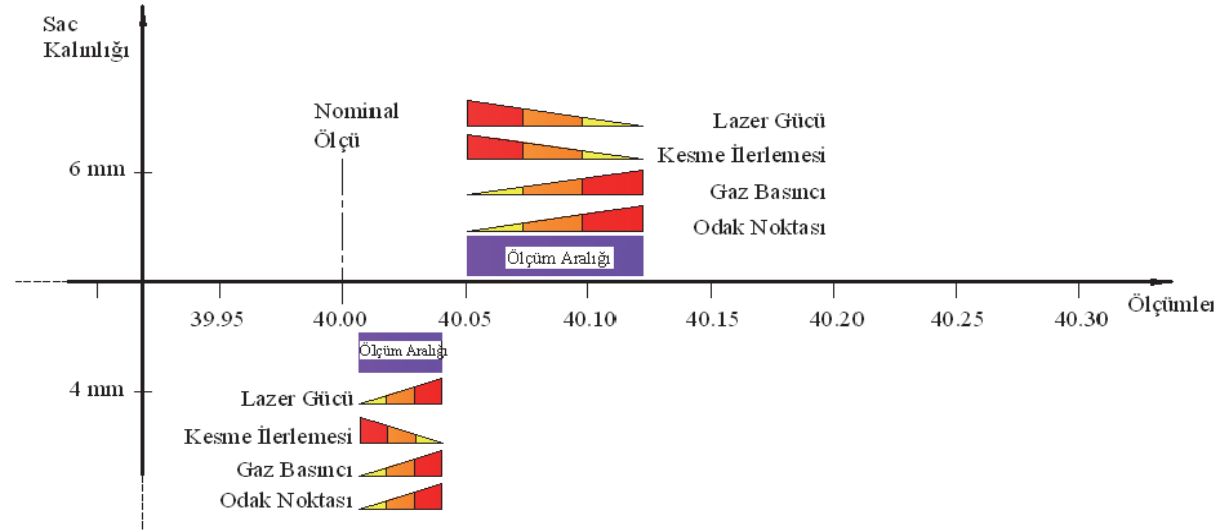 Sac
Kalınlığı
Nominal
Ölçü
Lazer Gücü
Kesme İlerlemesi
6 mm
Gaz Basıncı
Odak Noktası
Ölçüm Aralığı
Ölçümler
39.95
40.00
40.05
40.10
40.15
40.20
40.25
40.30
Ölçüm Aralığı
4 mm
Lazer Gücü
Kesme İlerlemesi
Gaz Basıncı
Odak Noktası